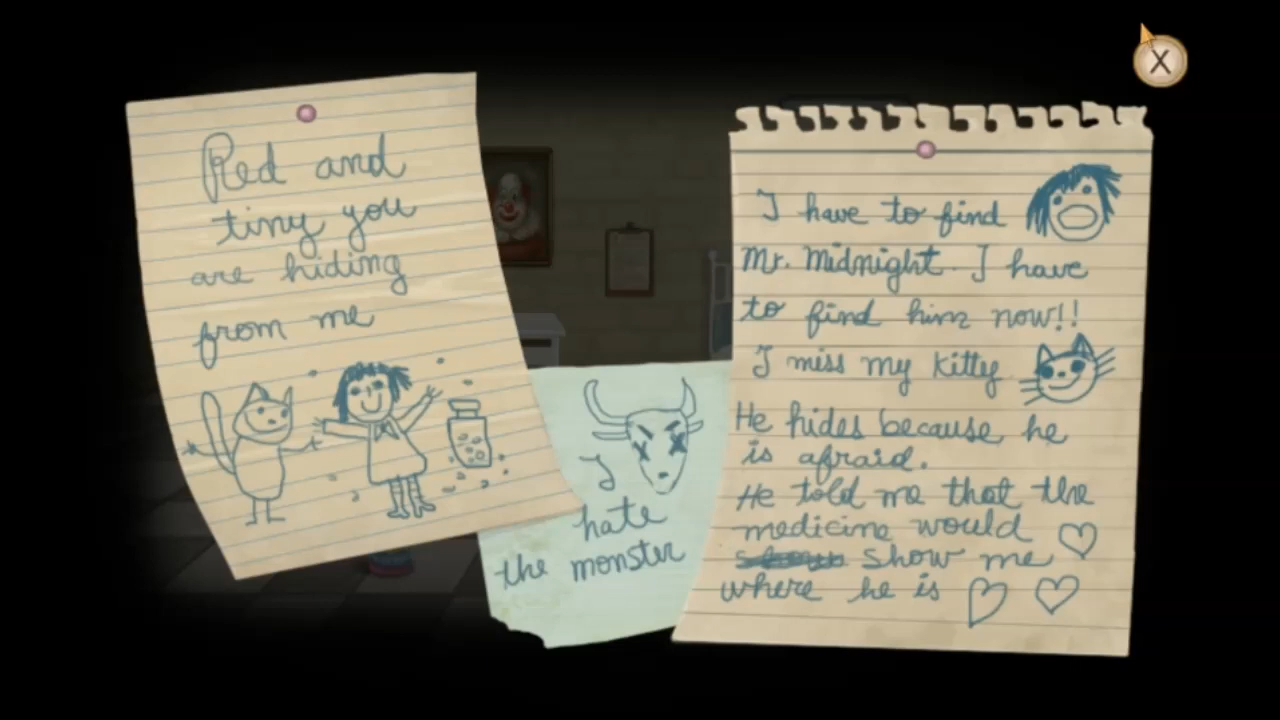 Red and
tiny you
are hiding
from me
I
hate
the monster
I have to find
Mr. Midnight. I have
to find him now!!
I miss my kitty
He hides because he
is afraid.
He told me that the
medicine would
show me
where he is
X